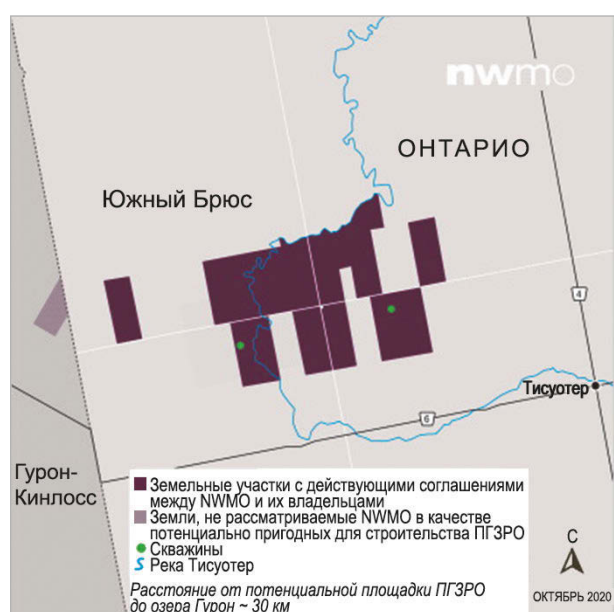 nwmo
ОНТАРИО
Южный Брюс
4
Тисуотер
6
Гурон-
Кинлосс
Земельные участки с действующими соглашениями
между NWMO и их владельцами
Земли, не рассматриваемые NWMO в качестве
потенциально пригодных для строительства ПГЗРО
Скважины
Река Тисуотер
Расстояние от потенциальной площадки ПГЗРО
до озера Гурон ~ 30 км
С
ОКТЯБРЬ 2020